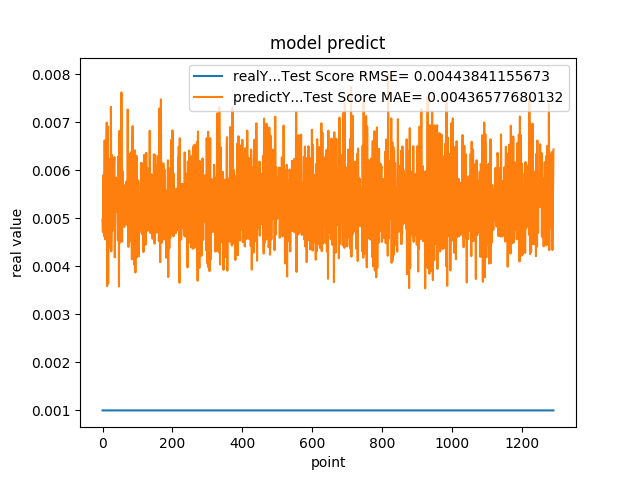 model predict
realY...Test Score RMSE= 0.00443841155673
predictY...Test Score MAE= 0.00436577680132
0.008
0.007
0.006
0.005
0.004
0.003
0.002
0.001
real value
0 200 400 600 800 1000 1200
point